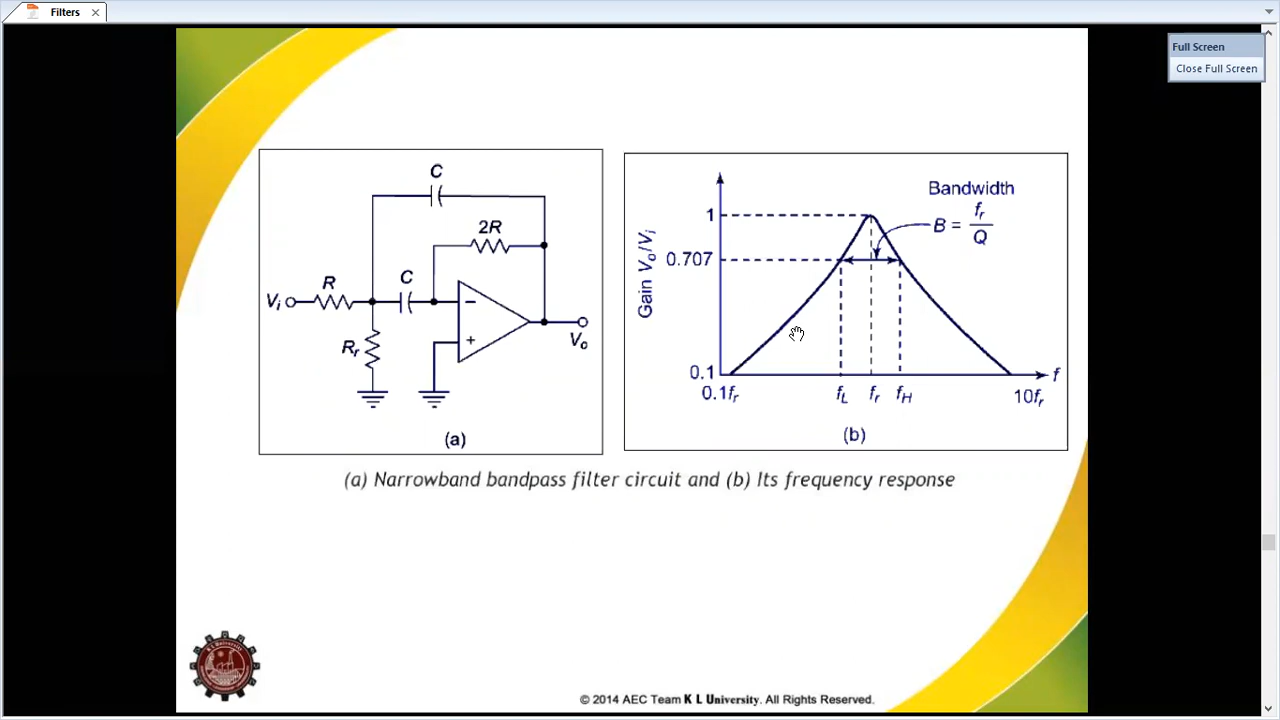 Filters
Full Screen
Close Full Screen
C
2R
R
C
Vi
−
+
Rr
Vo
(a)
Bandwidth
B = fr/Q
Gain Vo/Vi
1
0.707
0.1
0.1fr
fL
fr
fH
10fr
f
(b)
(a) Narrowband bandpass filter circuit and (b) Its frequency response
K L University
© 2014 AEC Team K L University. All Rights Reserved.